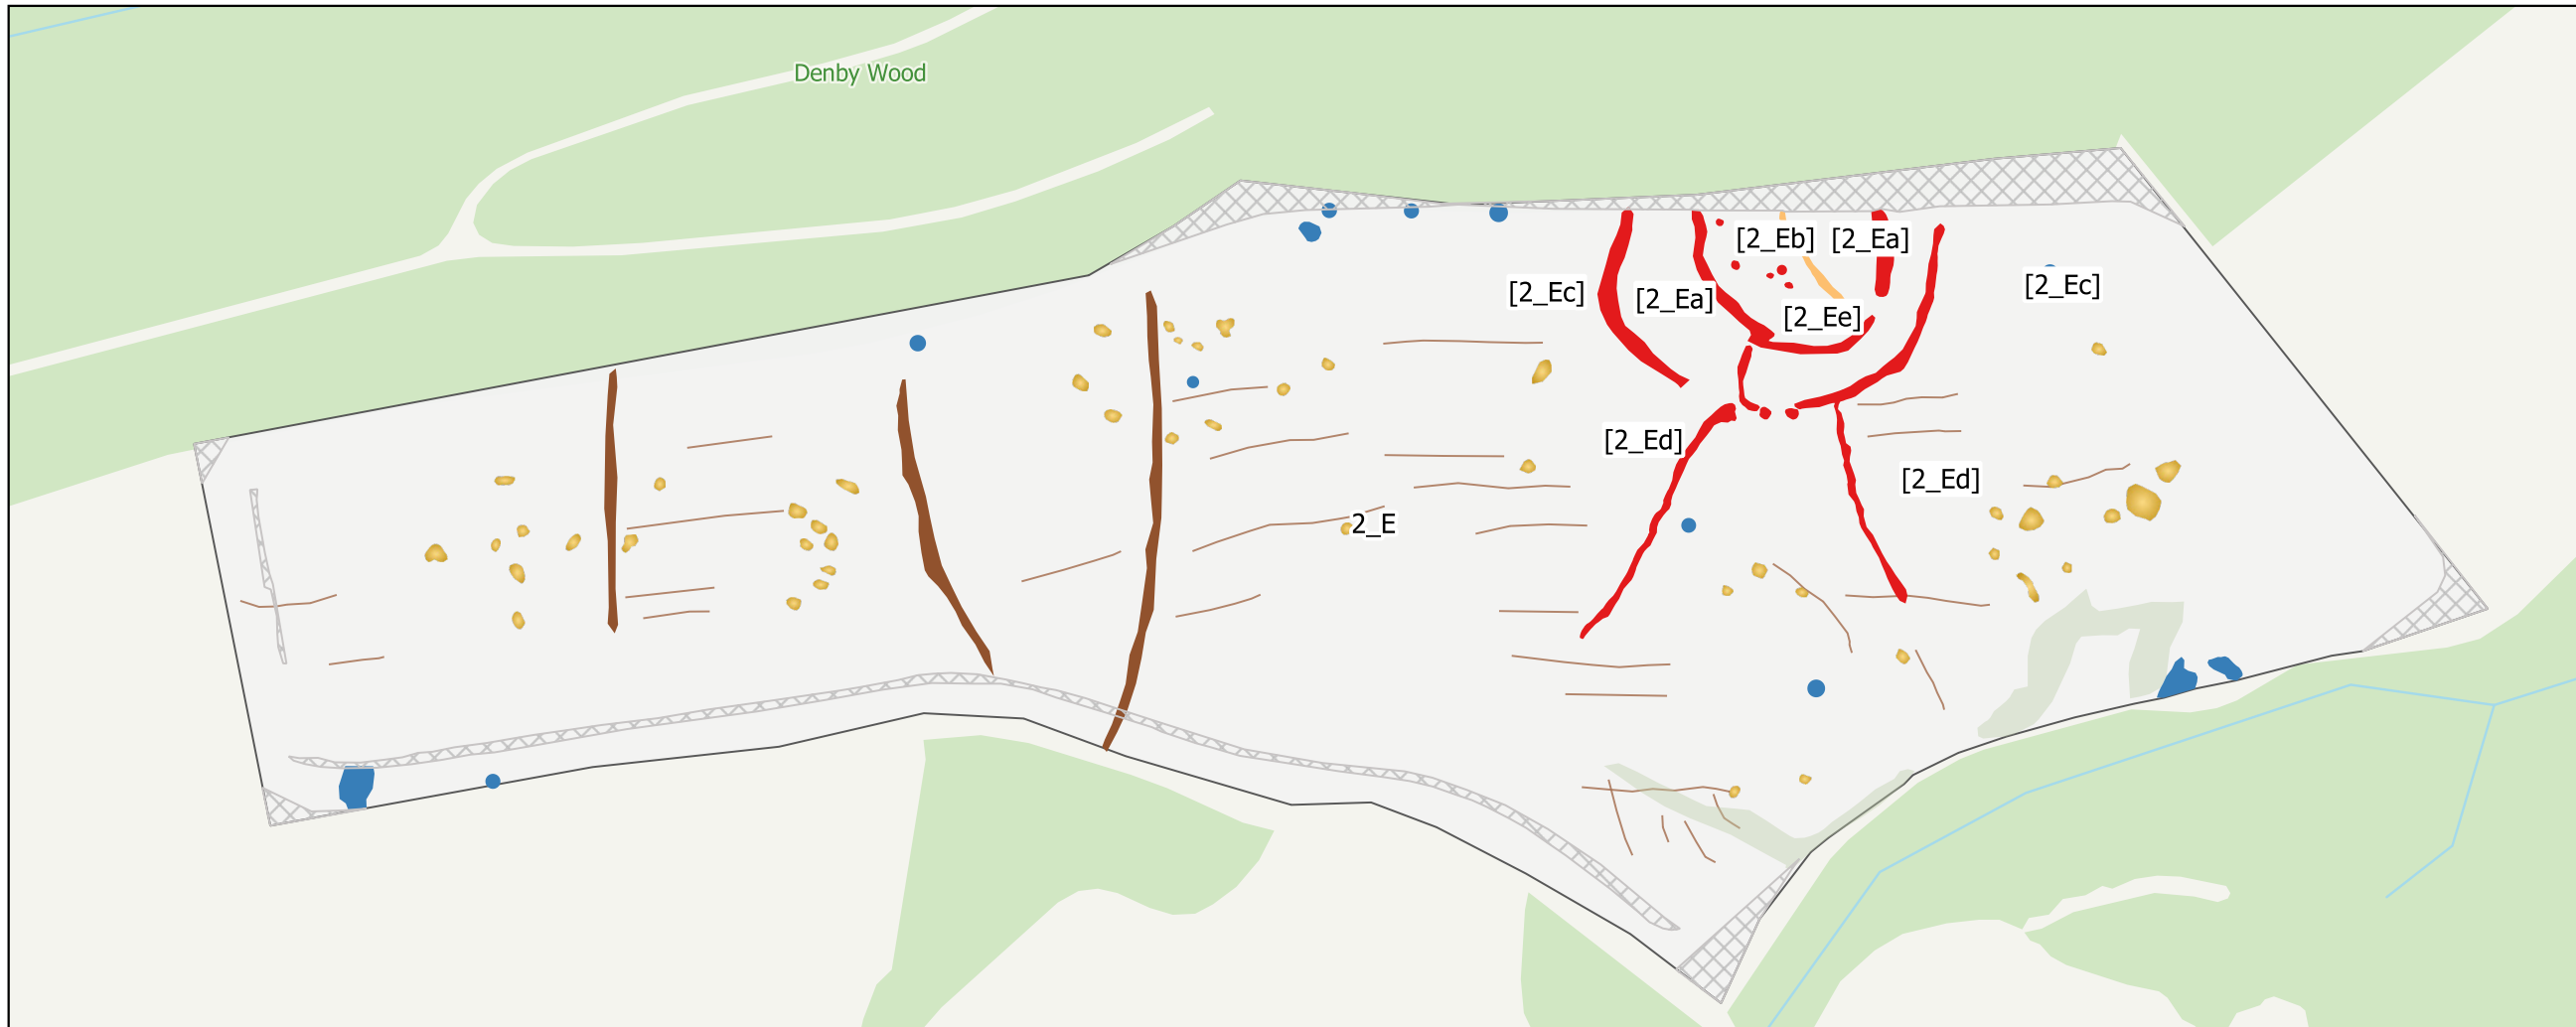 Denby Wood
[2_Eb] [2_Ea]
[2_Ec] [2_Ea] [2_Ec]
[2_Ee]
[2_Ed]
[2_Ed]
2_E